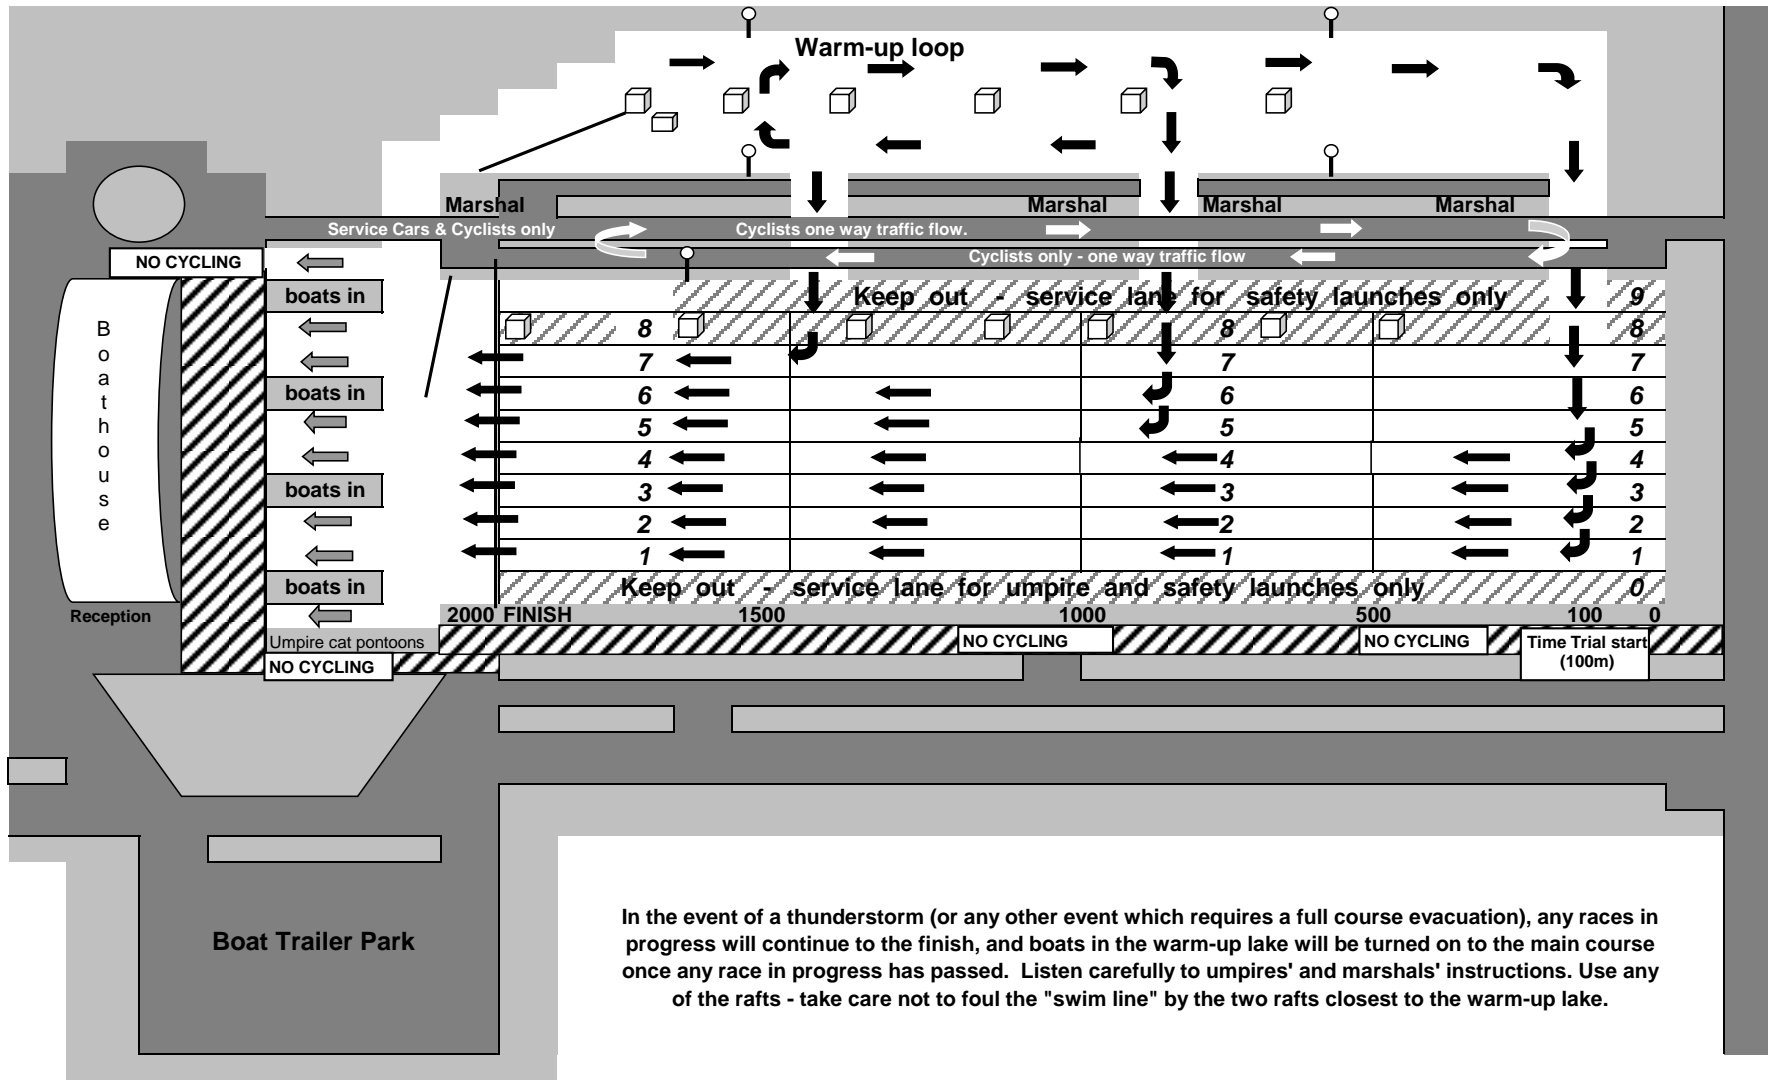 Warm-up loop
Marshal
Marshal
Marshal
Marshal
Service Cars & Cyclists only
Cyclists one way traffic flow.
Cyclists only - one way traffic flow
NO CYCLING
boats in
Keep out - service lane for safety launches only
9
8
8
8
7
7
7
boats in
6
6
6
5
5
5
4
4
4
boats in
3
3
3
2
2
2
1
1
1
boats in
Keep out - service lane for umpire and safety launches only
0
Boathouse
Reception
2000 FINISH
1500
1000
500
100
0
Umpire cat pontoons
NO CYCLING
NO CYCLING
NO CYCLING
Time Trial start
(100m)
Boat Trailer Park
In the event of a thunderstorm (or any other event which requires a full course evacuation), any races in
progress will continue to the finish, and boats in the warm-up lake will be turned on to the main course
once any race in progress has passed. Listen carefully to umpires' and marshals' instructions. Use any
of the rafts - take care not to foul the "swim line" by the two rafts closest to the warm-up lake.